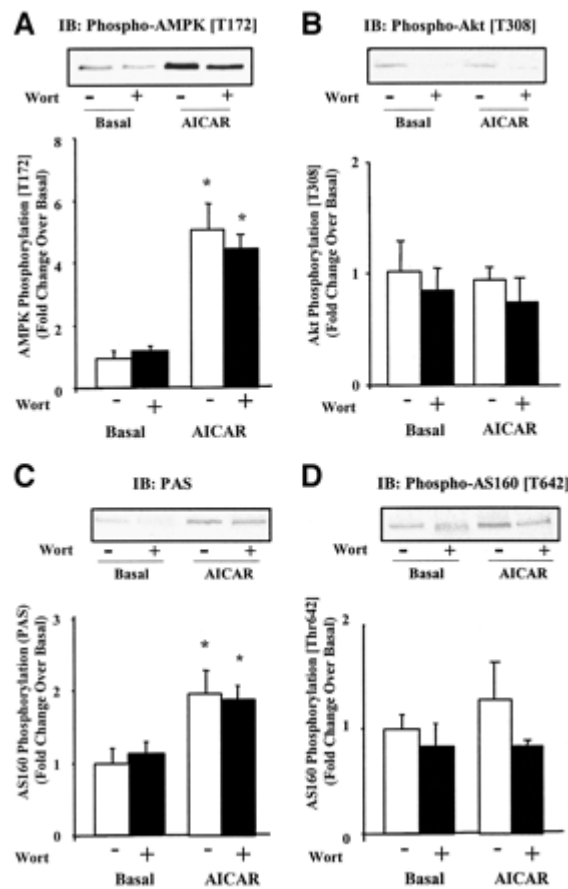 A
IB: Phospho-AMPK [T172]
Wort - + - +
Basal AICAR
AMPK Phosphorylation [T172]
(Fold Change Over Basal)
8
6
4
2
0
* *
Wort - + - +
Basal AICAR
B
IB: Phospho-Akt [T308]
Wort - + - +
Basal AICAR
Akt Phosphorylation [T308]
(Fold Change Over Basal)
2
1
0
Wort - + - +
Basal AICAR
C
IB: PAS
Wort - + - +
Basal AICAR
AS160 Phosphorylation (PAS)
(Fold Change Over Basal)
3
2
1
0
* *
Wort - + - +
Basal AICAR
D
IB: Phospho-AS160 [T642]
Wort - + - +
Basal AICAR
AS160 Phosphorylation [Thr642]
(Fold Change Over Basal)
2
1
0
Wort - + - +
Basal AICAR